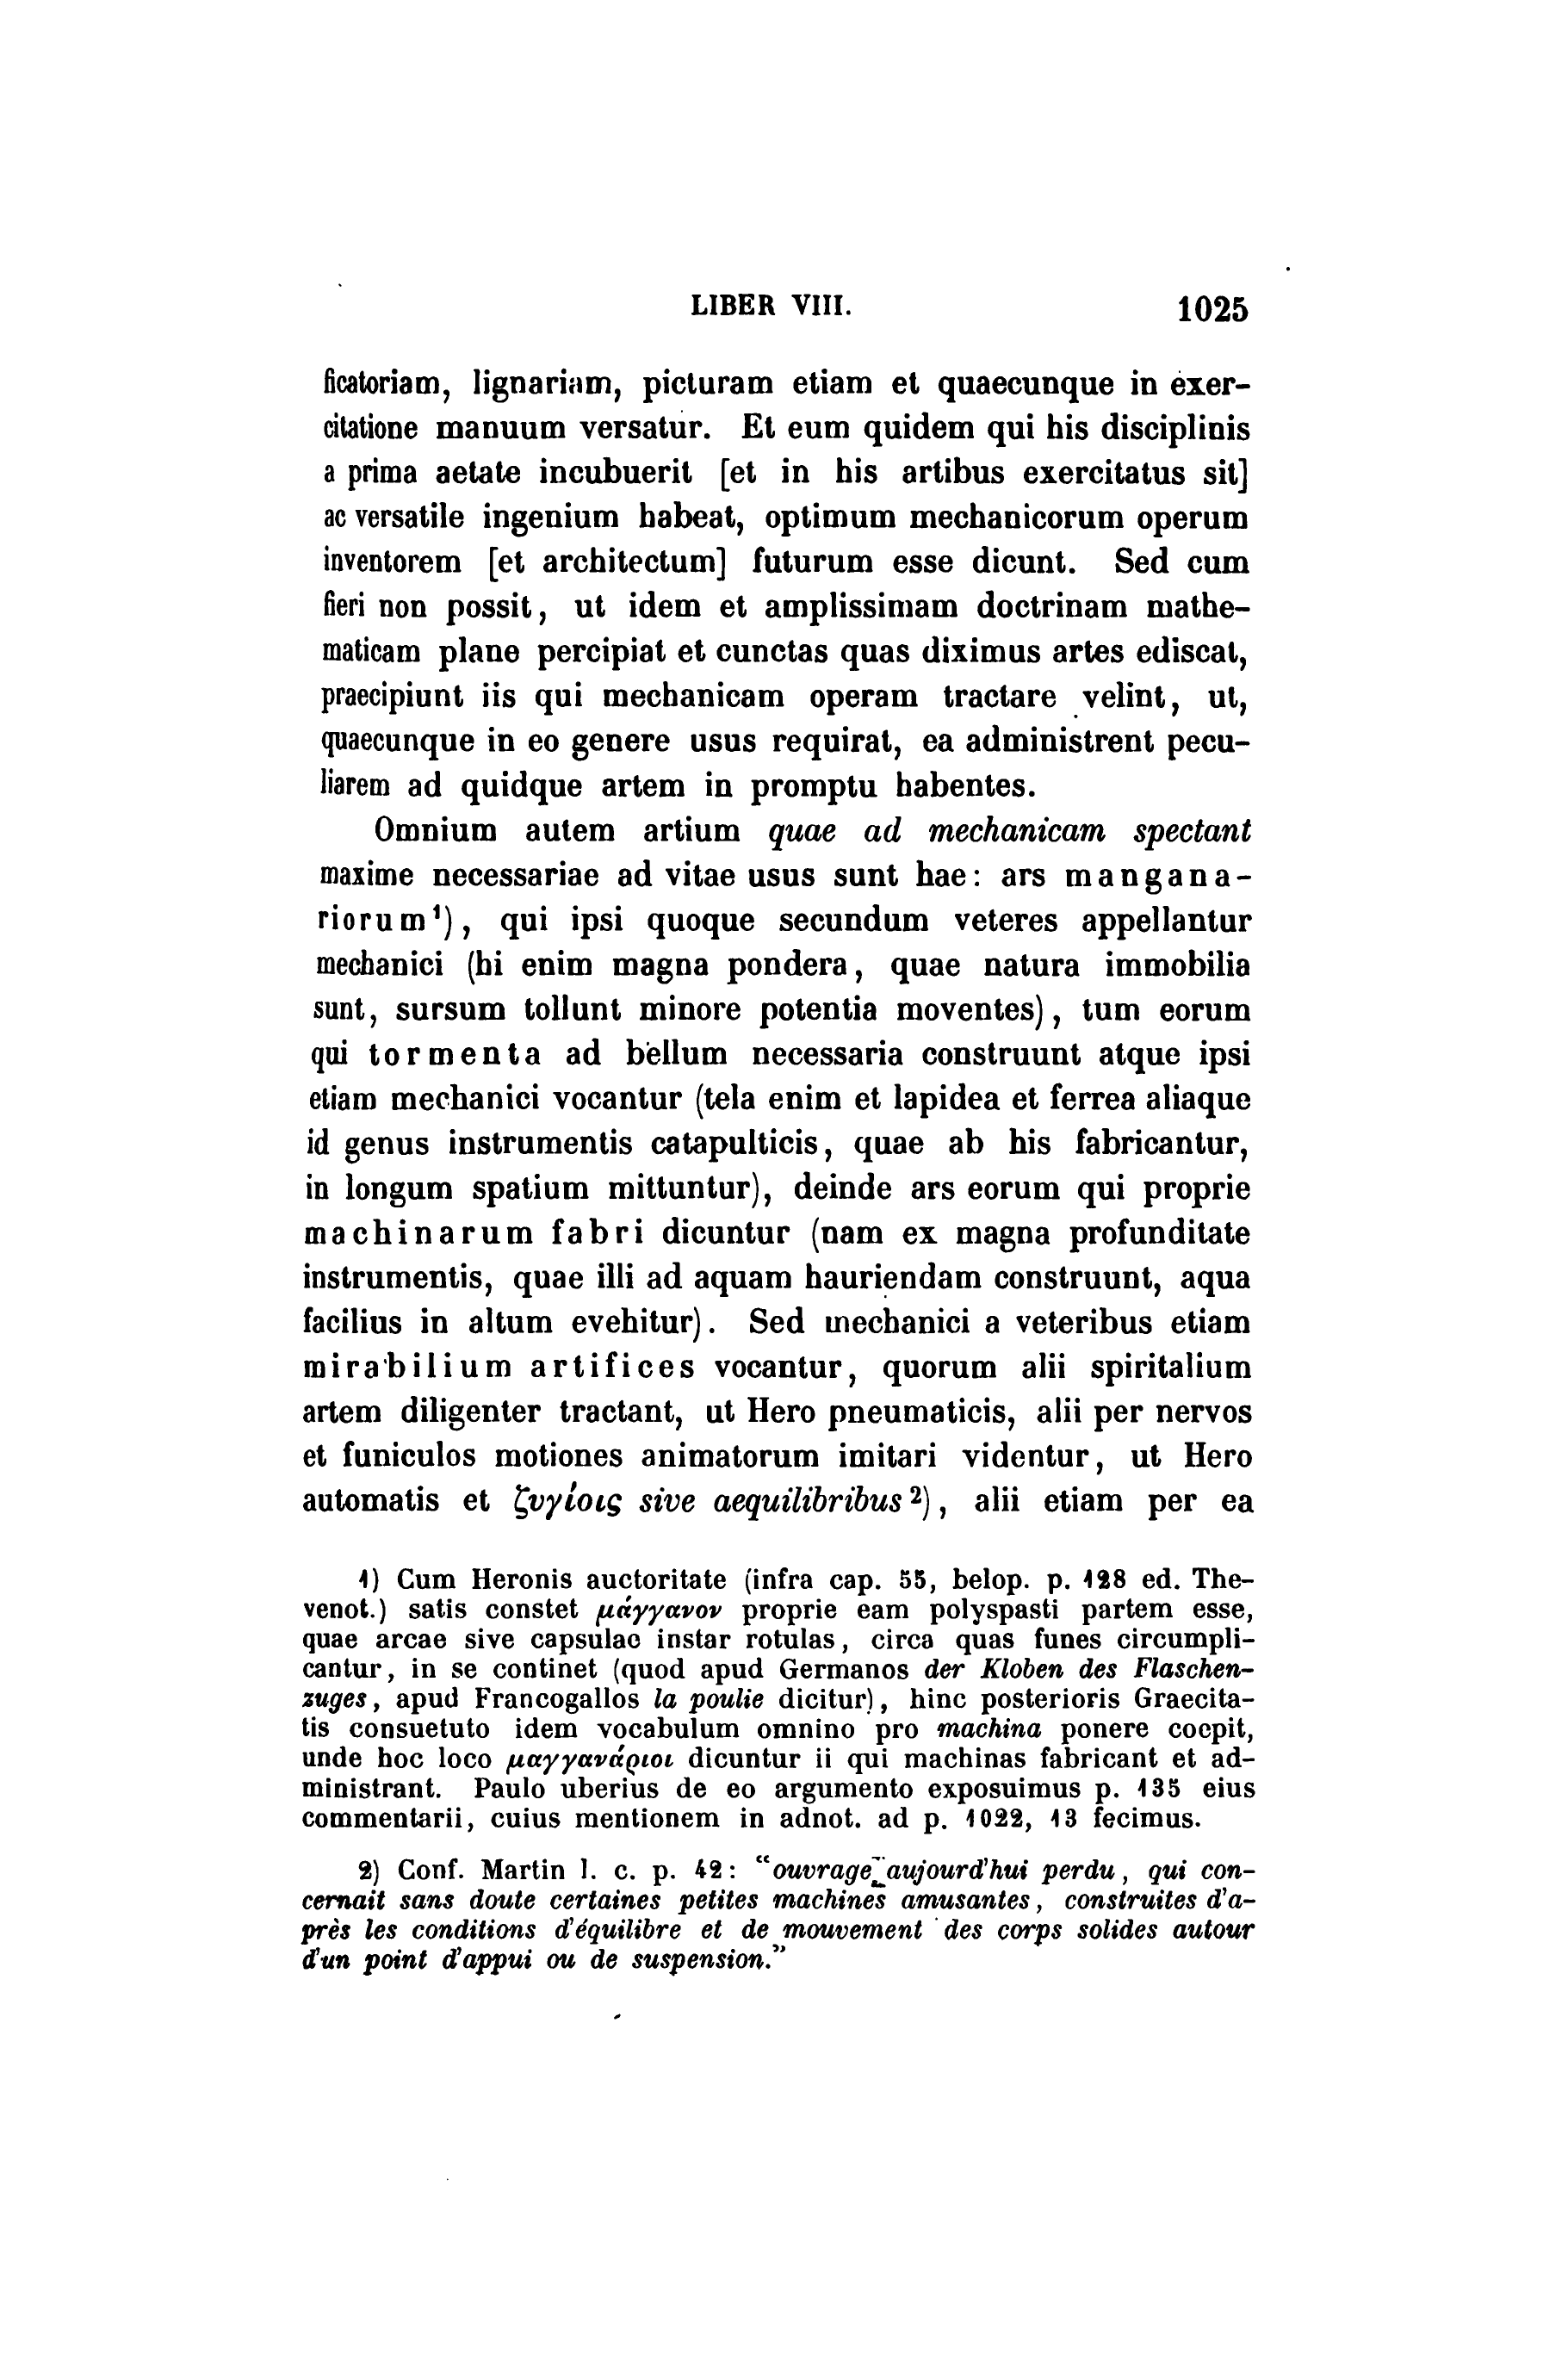 LIBER VIII. 1025
ficatoriam, lignariam, picturam etiam et quaecunque in exer-
citatione manuum versatur. Et eum quidem qui his disciplinis
a prima aetate incubuerit [et in his artibus exercitatus sit]
ac versatile ingenium habeat, optimum mechanicorum operum
inventorem [et architectum] futurum esse dicunt. Sed cum
fieri non possit, ut idem et amplissimam doctrinam mathe-
maticam plane percipiat et cunctas quas diximus artes ediscat,
praecipiunt iis qui mechanicam operam tractare velint, ut,
quaecunque in eo genere usus requirat, ea administrent pecu-
liarem ad quidque artem in promptu habentes.
Omnium autem artium quae ad mechanicam spectant
maxime necessariae ad vitae usus sunt hae: ars mangana-
riorum¹), qui ipsi quoque secundum veteres appellantur
mechanici (hi enim magna pondera, quae natura immobilia
sunt, sursum tollunt minore potentia moventes), tum eorum
qui tormenta ad bellum necessaria construunt atque ipsi
etiam mechanici vocantur (tela enim et lapidea et ferrea aliaque
id genus instrumentis catapulticis, quae ab his fabricantur,
in longum spatium mittuntur), deinde ars eorum qui proprie
machinarum fabri dicuntur (nam ex magna profunditate
instrumentis, quae illi ad aquam hauriendam construunt, aqua
facilius in altum evehitur). Sed mechanici a veteribus etiam
mirabilium artifices vocantur, quorum alii spiritalium
artem diligenter tractant, ut Hero pneumaticis, alii per nervos
et funiculos motiones animatorum imitari videntur, ut Hero
automatis et ζυγίοις sive aequilibribus²), alii etiam per ea
1) Cum Heronis auctoritate (infra cap. 55, belop. p. 128 ed. The-
venot.) satis constet μάγγανον proprie eam polyspasti partem esse,
quae arcae sive capsulae instar rotulas, circa quas funes circumpli-
cantur, in se continet (quod apud Germanos der Kloben des Flaschen-
zuges, apud Francogallos la poulie dicitur), hinc posterioris Graecita-
tis consuetuto idem vocabulum omnino pro machina ponere coepit,
unde hoc loco μαγγανάριοι dicuntur ii qui machinas fabricant et ad-
ministrant. Paulo uberius de eo argumento exposuimus p. 135 eius
commentarii, cuius mentionem in adnot. ad p. 1022, 13 fecimus.
2) Conf. Martin l. c. p. 42: “ouvrage aujourd'hui perdu, qui con-
cernait sans doute certaines petites machines amusantes, construites d'a-
près les conditions d'équilibre et de mouvement des corps solides autour
d'un point d'appui ou de suspension.”